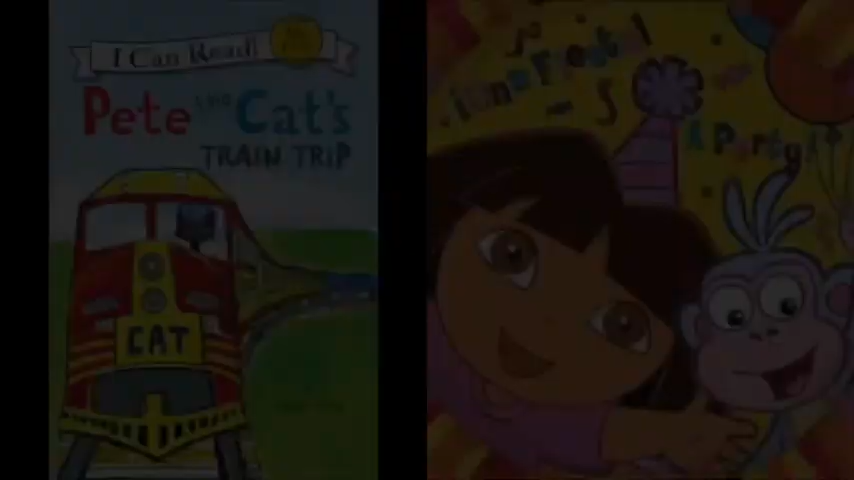 I Can Read!
Pete the Cat's
TRAIN TRIP
CAT
A Party!